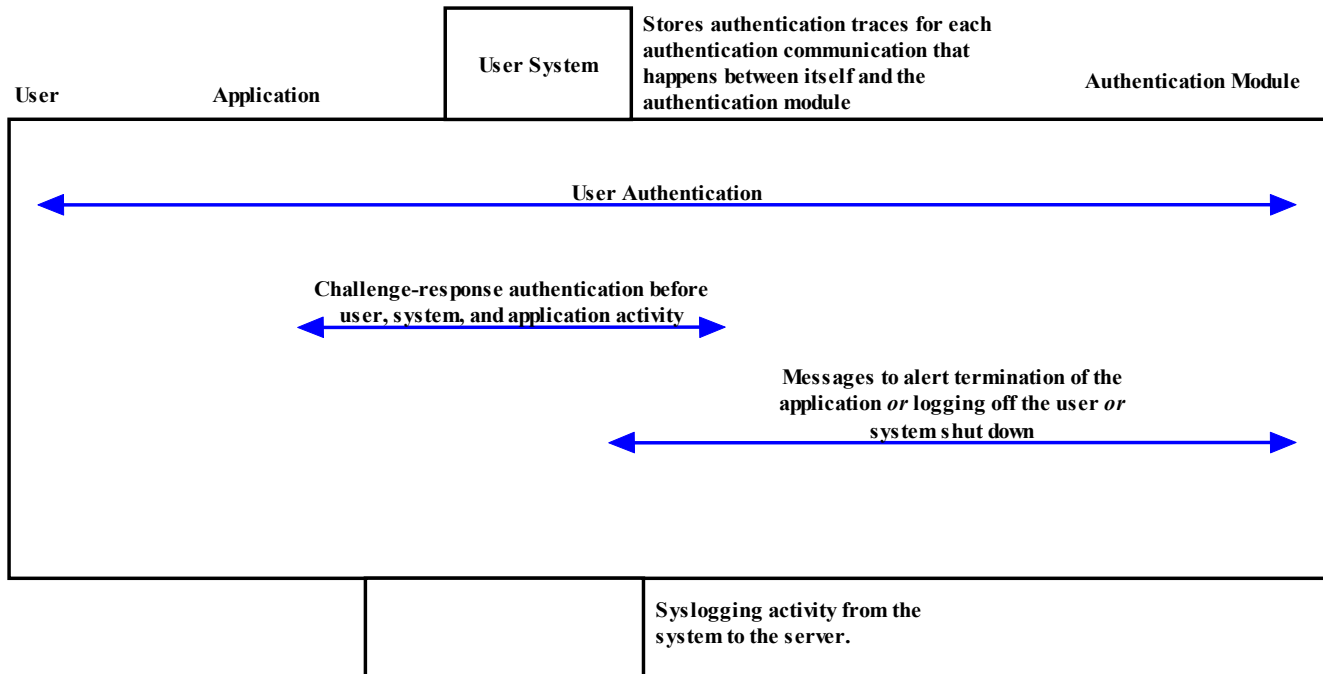 User
Application
User System
Stores authentication traces for each
authentication communication that
happens between itself and the
authentication module
Authentication Module
User Authentication
Challenge-response authentication before
user, system, and application activity
Messages to alert termination of the
application or logging off the user or
system shut down
Syslogging activity from the
system to the server.